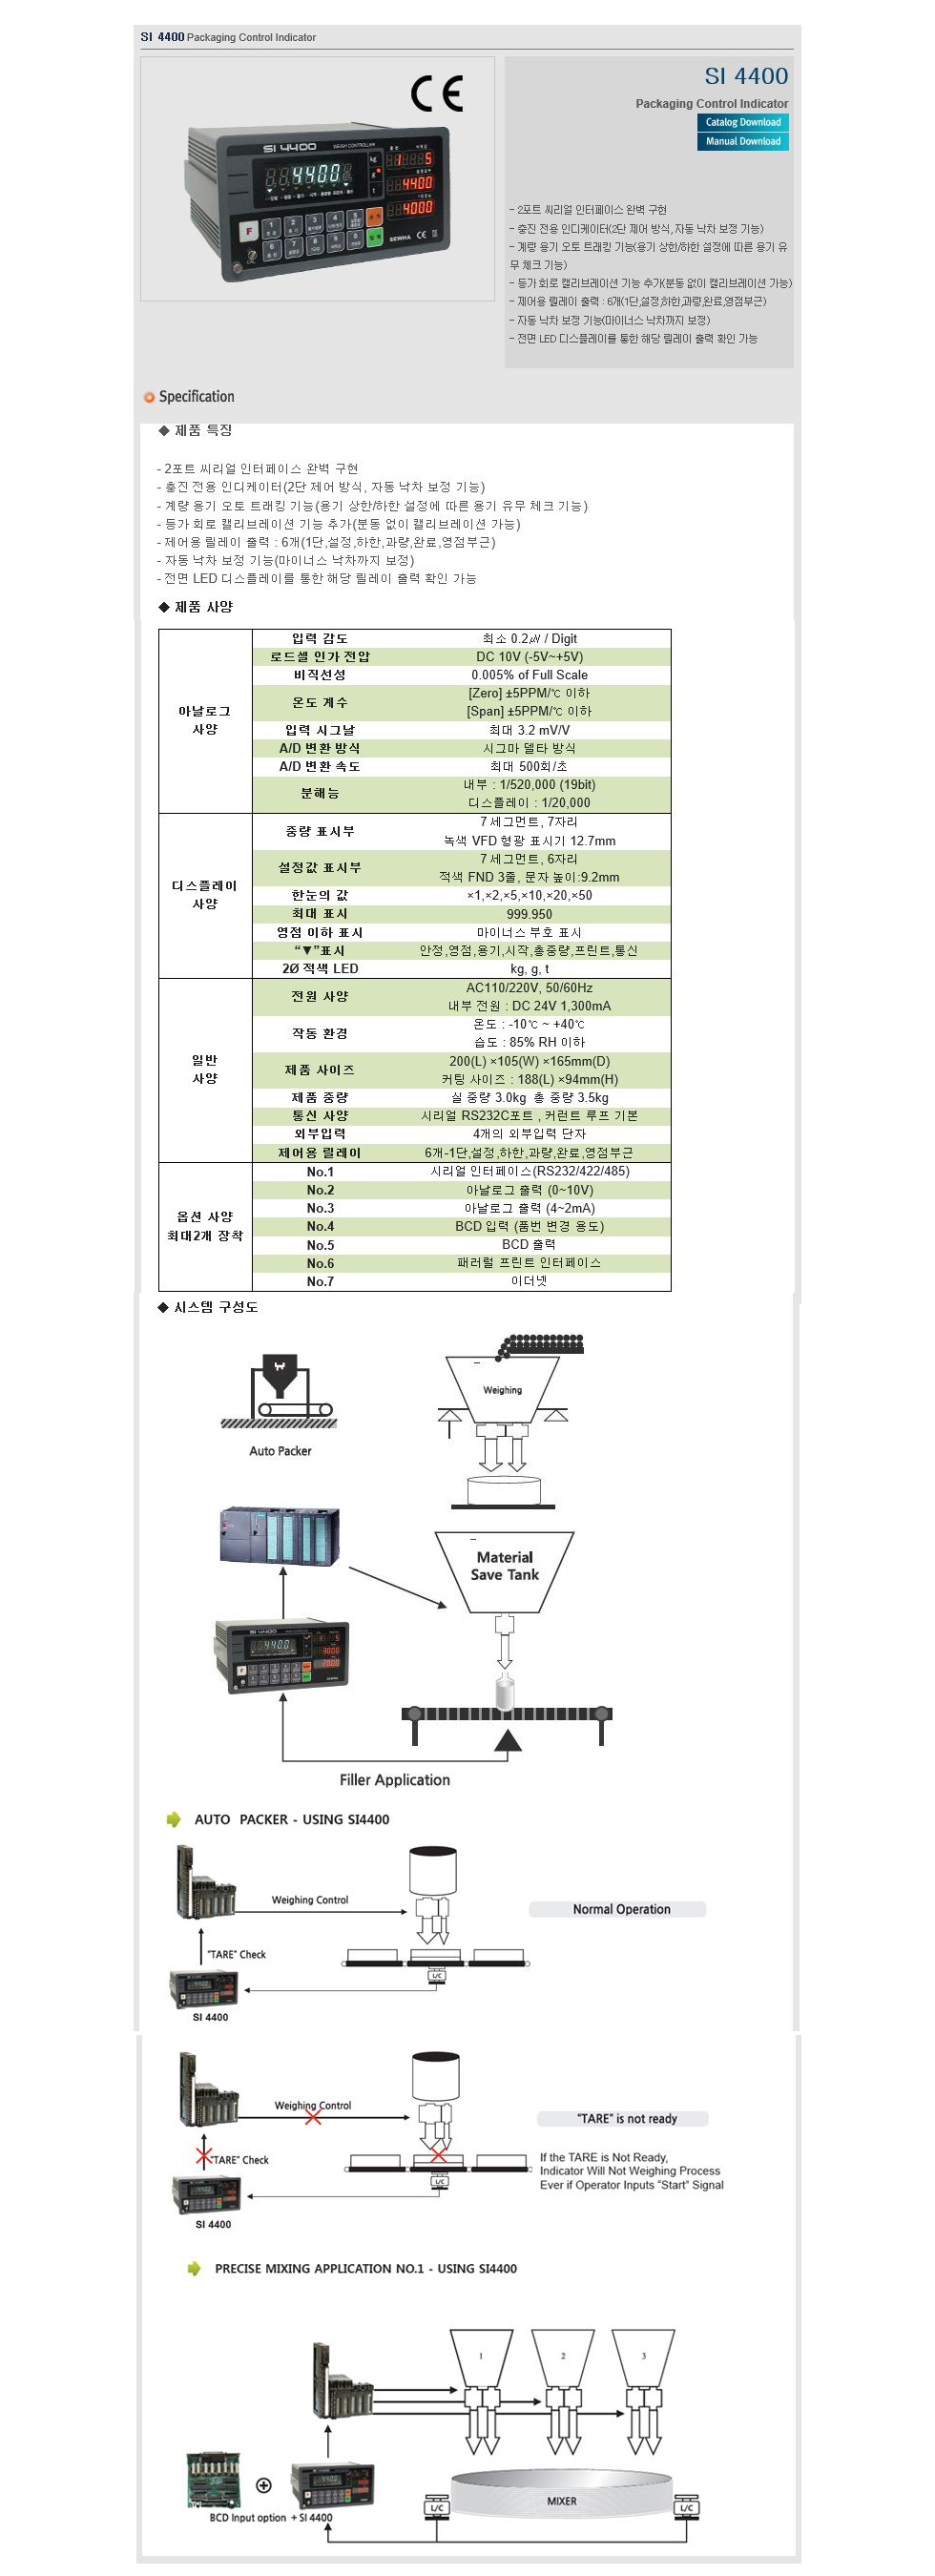 SI 4400 Packaging Control Indicator
SI 4400
Packaging Control Indicator
Catalog Download
Manual Download
SI 4400 WEIGH CONTROLLER
4400
kg
g
t
1 5
4400
4000
F
1 2 3 4 5
6 7 8 9 0
SEWHA CE
- 2포트 씨리얼 인터페이스 완벽 구현
- 충진 전용 인디케이터(2단 제어 방식, 자동 낙차 보정 기능)
- 계량 용기 오토 트래킹 기능(용기 상한/하한 설정에 따른 용기 유
무 체크 기능)
- 등가 회로 캘리브레이션 기능 추가(분동 없이 캘리브레이션 가능)
- 제어용 릴레이 출력 : 6개(1단,설정,하한,과량,완료,영점부근)
- 자동 낙차 보정 기능(마이너스 낙차까지 보정)
- 전면 LED 디스플레이를 통한 해당 릴레이 출력 확인 가능
Specification
◆ 제품 특징
- 2포트 씨리얼 인터페이스 완벽 구현
- 충진 전용 인디케이터(2단 제어 방식, 자동 낙차 보정 기능)
- 계량 용기 오토 트래킹 기능(용기 상한/하한 설정에 따른 용기 유무 체크 기능)
- 등가 회로 캘리브레이션 기능 추가(분동 없이 캘리브레이션 가능)
- 제어용 릴레이 출력 : 6개(1단,설정,하한,과량,완료,영점부근)
- 자동 낙차 보정 기능(마이너스 낙차까지 보정)
- 전면 LED 디스플레이를 통한 해당 릴레이 출력 확인 가능
◆ 제품 사양
아날로그
사양
입력 감도 최소 0.2㎶ / Digit
로드셀 인가 전압 DC 10V (-5V~+5V)
비직선성 0.005% of Full Scale
온도 계수 [Zero] ±5PPM/℃ 이하
[Span] ±5PPM/℃ 이하
입력 시그날 최대 3.2 mV/V
A/D 변환 방식 시그마 델타 방식
A/D 변환 속도 최대 500회/초
분해능 내부 : 1/520,000 (19bit)
디스플레이 : 1/20,000
디스플레이
사양
중량 표시부 7 세그먼트, 7자리
녹색 VFD 형광 표시기 12.7mm
설정값 표시부 7 세그먼트, 6자리
적색 FND 3줄, 문자 높이:9.2mm
한눈의 값 ×1,×2,×5,×10,×20,×50
최대 표시 999.950
영점 이하 표시 마이너스 부호 표시
“▼”표시 안정,영점,용기,시작,총중량,프린트,통신
2Ø 적색 LED kg, g, t
일반
사양
전원 사양 AC110/220V, 50/60Hz
내부 전원 : DC 24V 1,300mA
작동 환경 온도 : -10℃ ~ +40℃
습도 : 85% RH 이하
제품 사이즈 200(L) ×105(W) ×165mm(D)
커팅 사이즈 : 188(L) ×94mm(H)
제품 중량 실 중량 3.0kg 총 중량 3.5kg
통신 사양 시리얼 RS232C포트 , 커런트 루프 기본
외부입력 4개의 외부입력 단자
제어용 릴레이 6개-1단,설정,하한,과량,완료,영점부근
옵션 사양
최대2개 장착
No.1 시리얼 인터페이스(RS232/422/485)
No.2 아날로그 출력 (0~10V)
No.3 아날로그 출력 (4~2mA)
No.4 BCD 입력 (품번 변경 용도)
No.5 BCD 출력
No.6 패러럴 프린트 인터페이스
No.7 이더넷
◆ 시스템 구성도
Weighing
Auto Packer
Material
Save Tank
Filler Application
AUTO PACKER - USING SI4400
Weighing Control
Normal Operation
"TARE" Check
L/C
SI 4400
Weighing Control
"TARE" is not ready
"TARE" Check
If the TARE is Not Ready,
Indicator Will Not Weighing Process
Ever if Operator Inputs “Start” Signal
L/C
SI 4400
PRECISE MIXING APPLICATION NO.1 - USING SI4400
1 2 3
MIXER
L/C L/C
BCD Input option + SI 4400